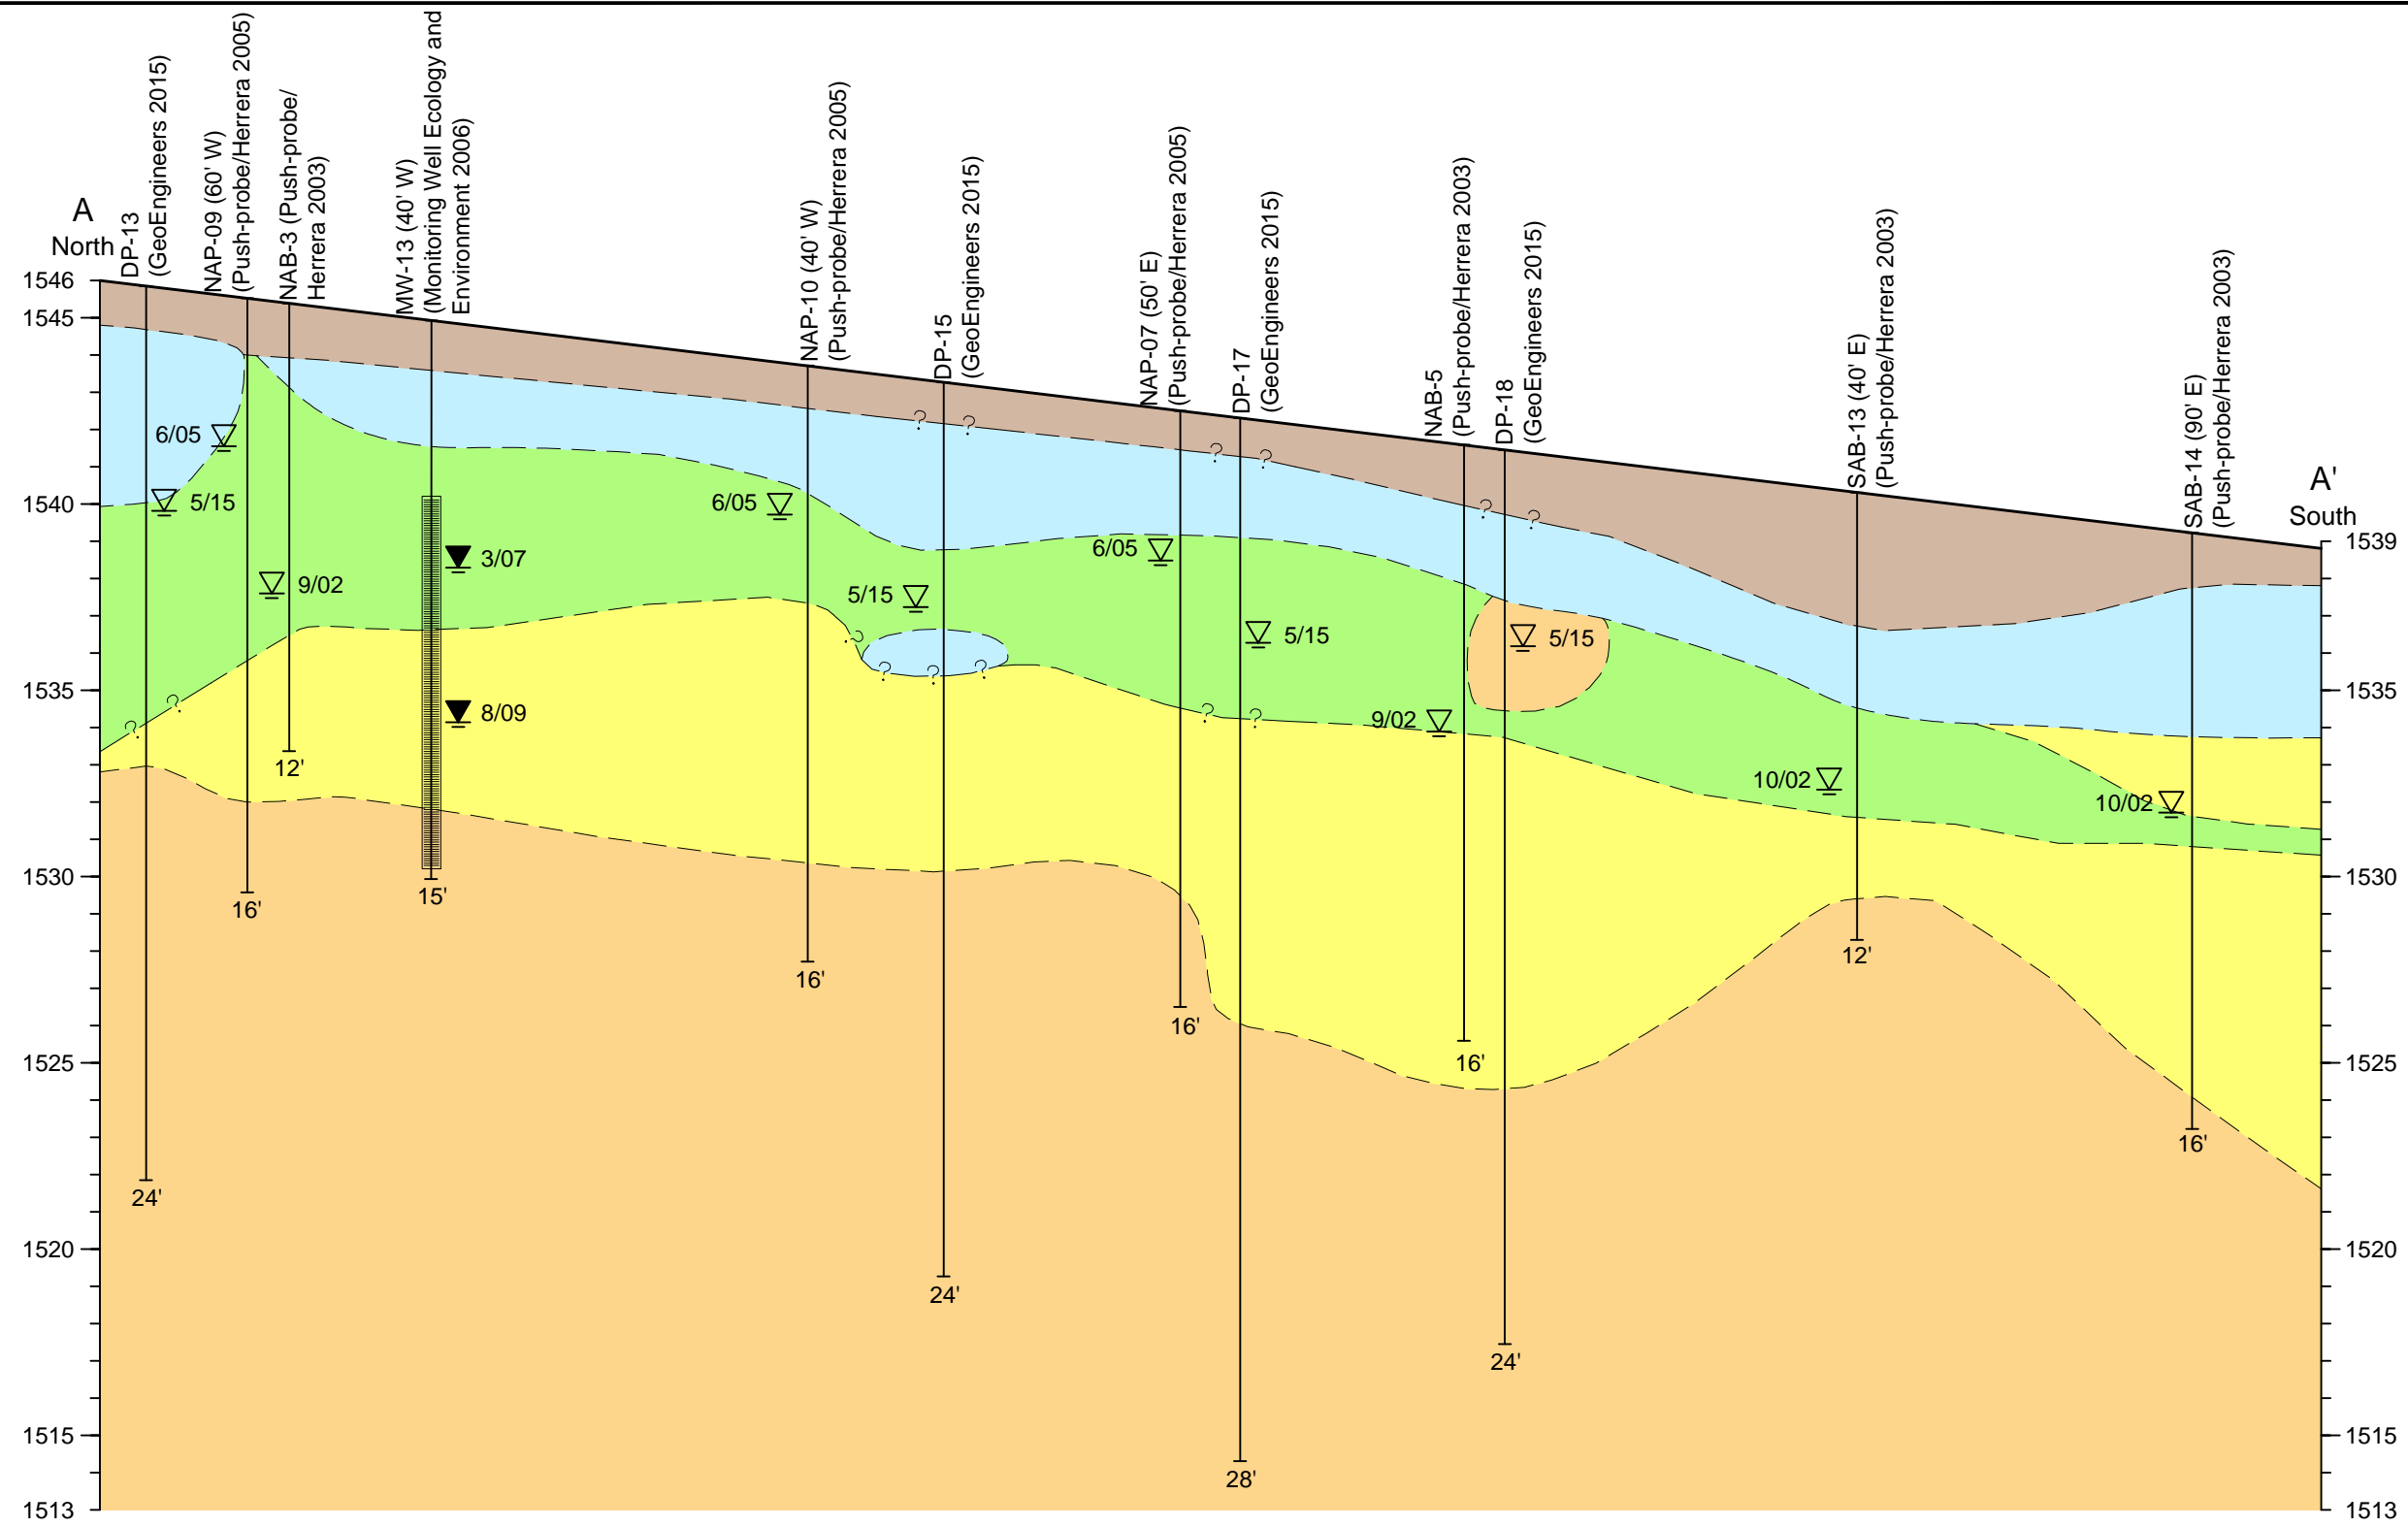 A
North
DP-13
(GeoEngineers 2015)
NAP-09 (60' W)
(Push-probe/Herrera 2005)
NAB-3 (Push-probe/
Herrera 2003)
MW-13 (40' W)
(Monitoring Well Ecology and
Environment 2006)
NAP-10 (40' W)
(Push-probe/Herrera 2005)
DP-15
(GeoEngineers 2015)
NAP-07 (50' E)
(Push-probe/Herrera 2005)
DP-17
(GeoEngineers 2015)
NAB-5
(Push-probe/Herrera 2003)
DP-18
(GeoEngineers 2015)
SAB-13 (40' E)
(Push-probe/Herrera 2003)
SAB-14 (90' E)
(Push-probe/Herrera 2003)
A'
South
1546
1545
1540
1535
1530
1525
1520
1515
1513
6/05
5/15
9/02
3/07
8/09
6/05
5/15
6/05
5/15
9/02
5/15
10/02
10/02
? ?
? ?
? ?
? ?
?
? ? ?
? ?
24'
16'
12'
15'
16'
24'
16'
28'
16'
24'
12'
16'
1539
1535
1530
1525
1520
1515
1513